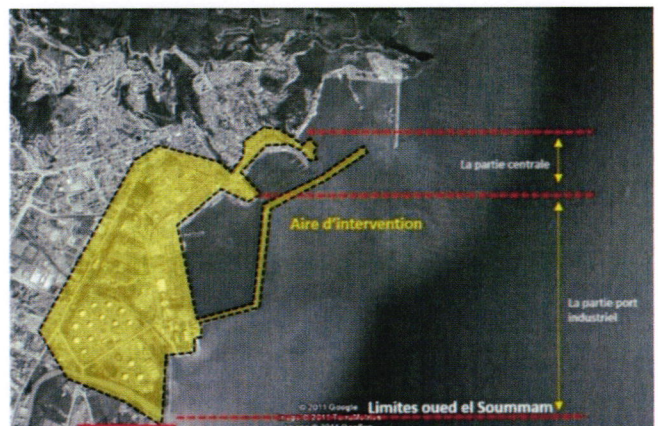 La partie centrale
Aire d'intervention
La partie port
industriel
© 2011 Google
Limites oued el Soummam